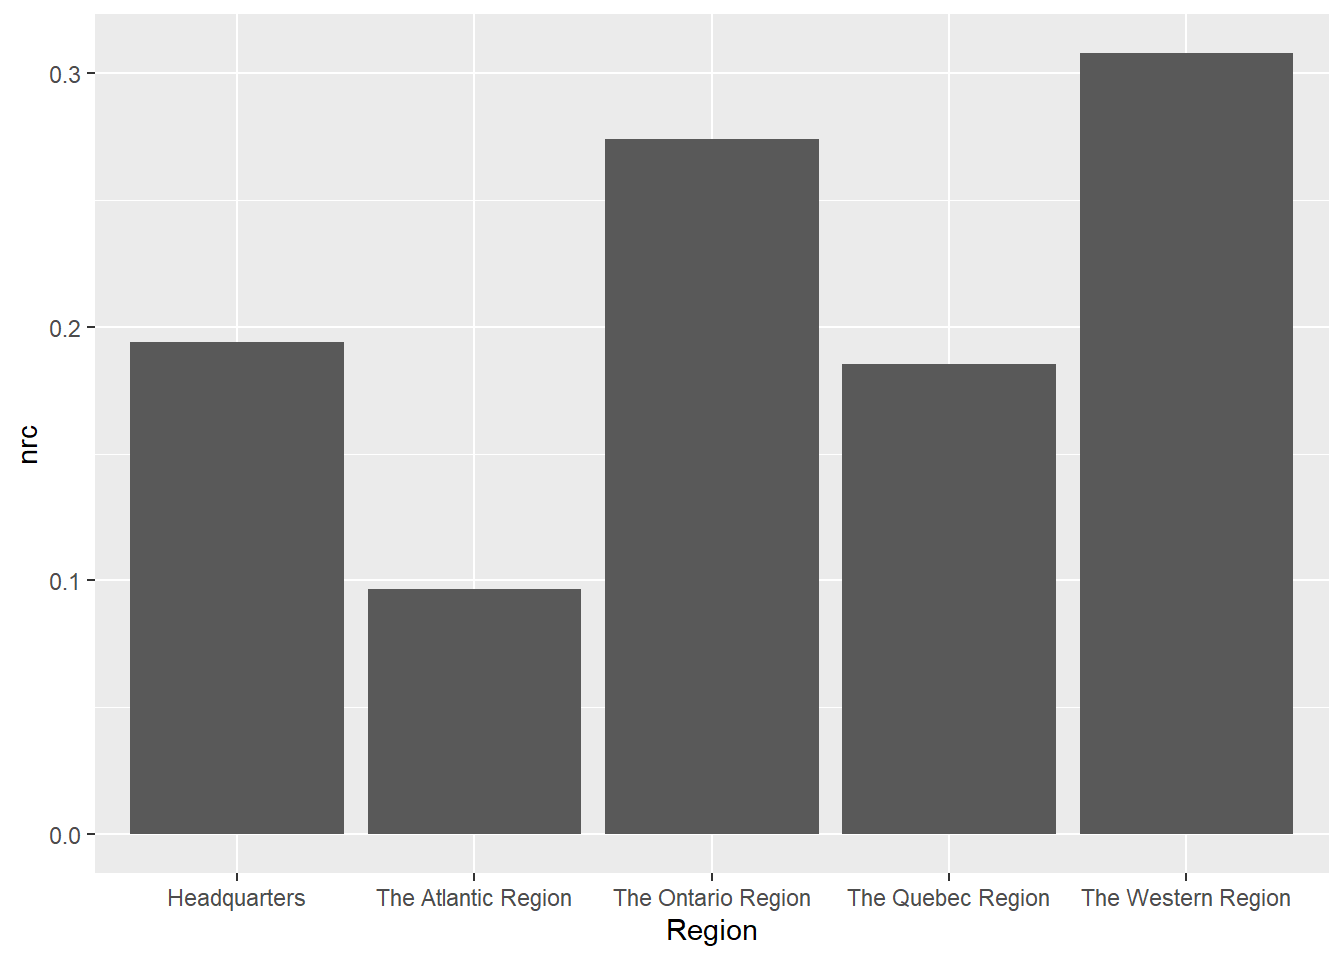 0.3
0.2
0.1
0.0
nrc
Headquarters The Atlantic Region The Ontario Region The Quebec Region The Western Region
Region